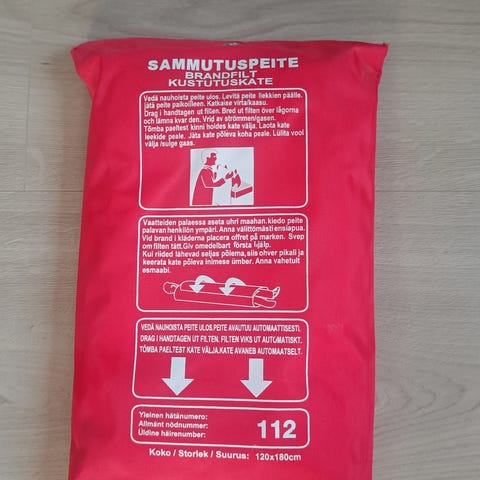 SAMMUTUSPEITE
BRANDFILT
KUSTUTUSKATE
Vedä nauhoista peite ulos. Levitä peite liekkien päälle.
jätä peite paikoilleen. Katkaise virta/kaasu.
Drag i handtagen ut filten. Bred ut filten över lågorna
och lämna kvar den. Vrid av strömmen/gasen.
Tõmba paeltest kinni hoides kate välja. Laota kate
leekide peale. Jäta kate põleva koha peale. Lülita vool
välja /sulge gaas.
Vaatteiden palaessa aseta uhri maahan. kiedo peite
palavan henkilön ympäri. Anna välittömästi ensiapua.
Vid brend i kläderna placera offret på marken. Svep
om filten tätt. Giv omedelbart första l-jälp.
Kui riided lähevad seljas põlema, siis ohver pikali ja
keerata kate põleva inimese ümber. Anna vahetult
esmaabi.
VEDÄ NAUHOISTA PEITE ULOS.PEITE AVAUTUU AUTOMAATTISESTI.
DRAG I HANDTAGEN UT FILTEN. FILTEN VIKS UT AUTOMATISKT.
TÕMBA PAELTEST KATE VÄLJA.KATE AVANEB AUTOMAATSELT.
Yleinen hätänumero:
Allmänt nödnummer:
Üldine häirenumber:
112
Koko / Storlek / Suurus: 120x180cm